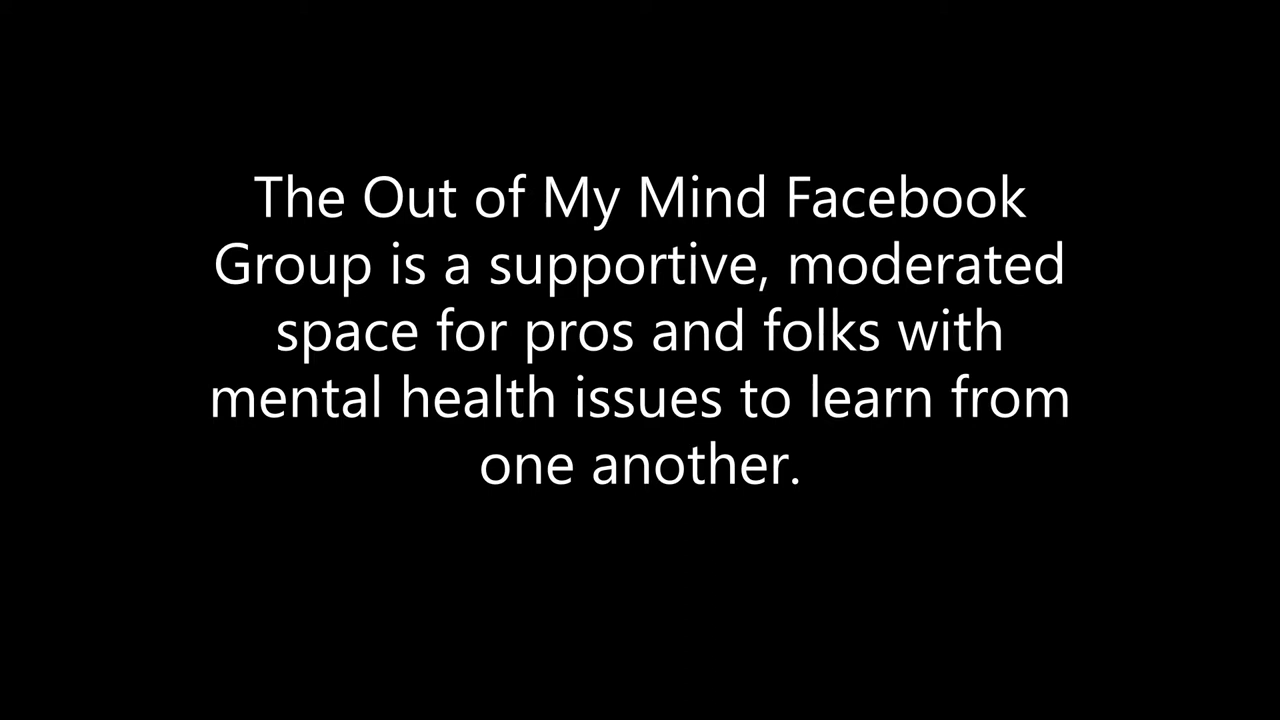 The Out of My Mind Facebook
Group is a supportive, moderated
space for pros and folks with
mental health issues to learn from
one another.